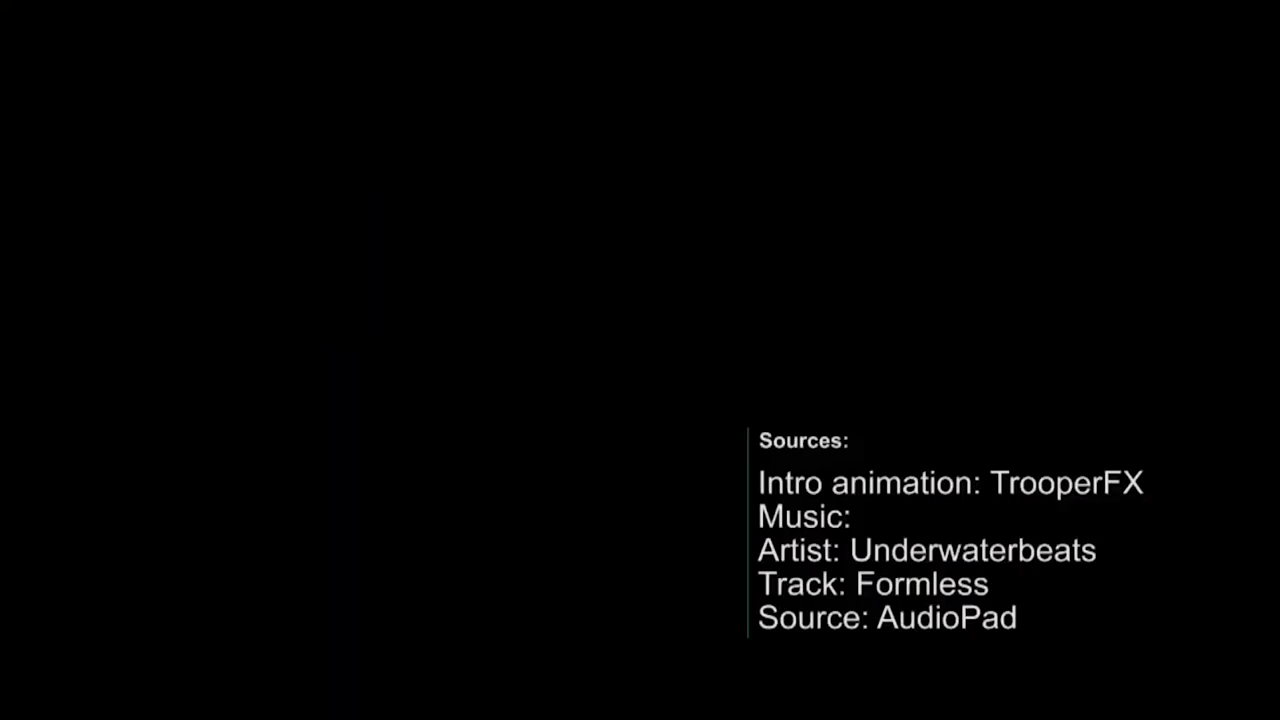 Sources:
Intro animation: TrooperFX
Music:
Artist: Underwaterbeats
Track: Formless
Source: AudioPad